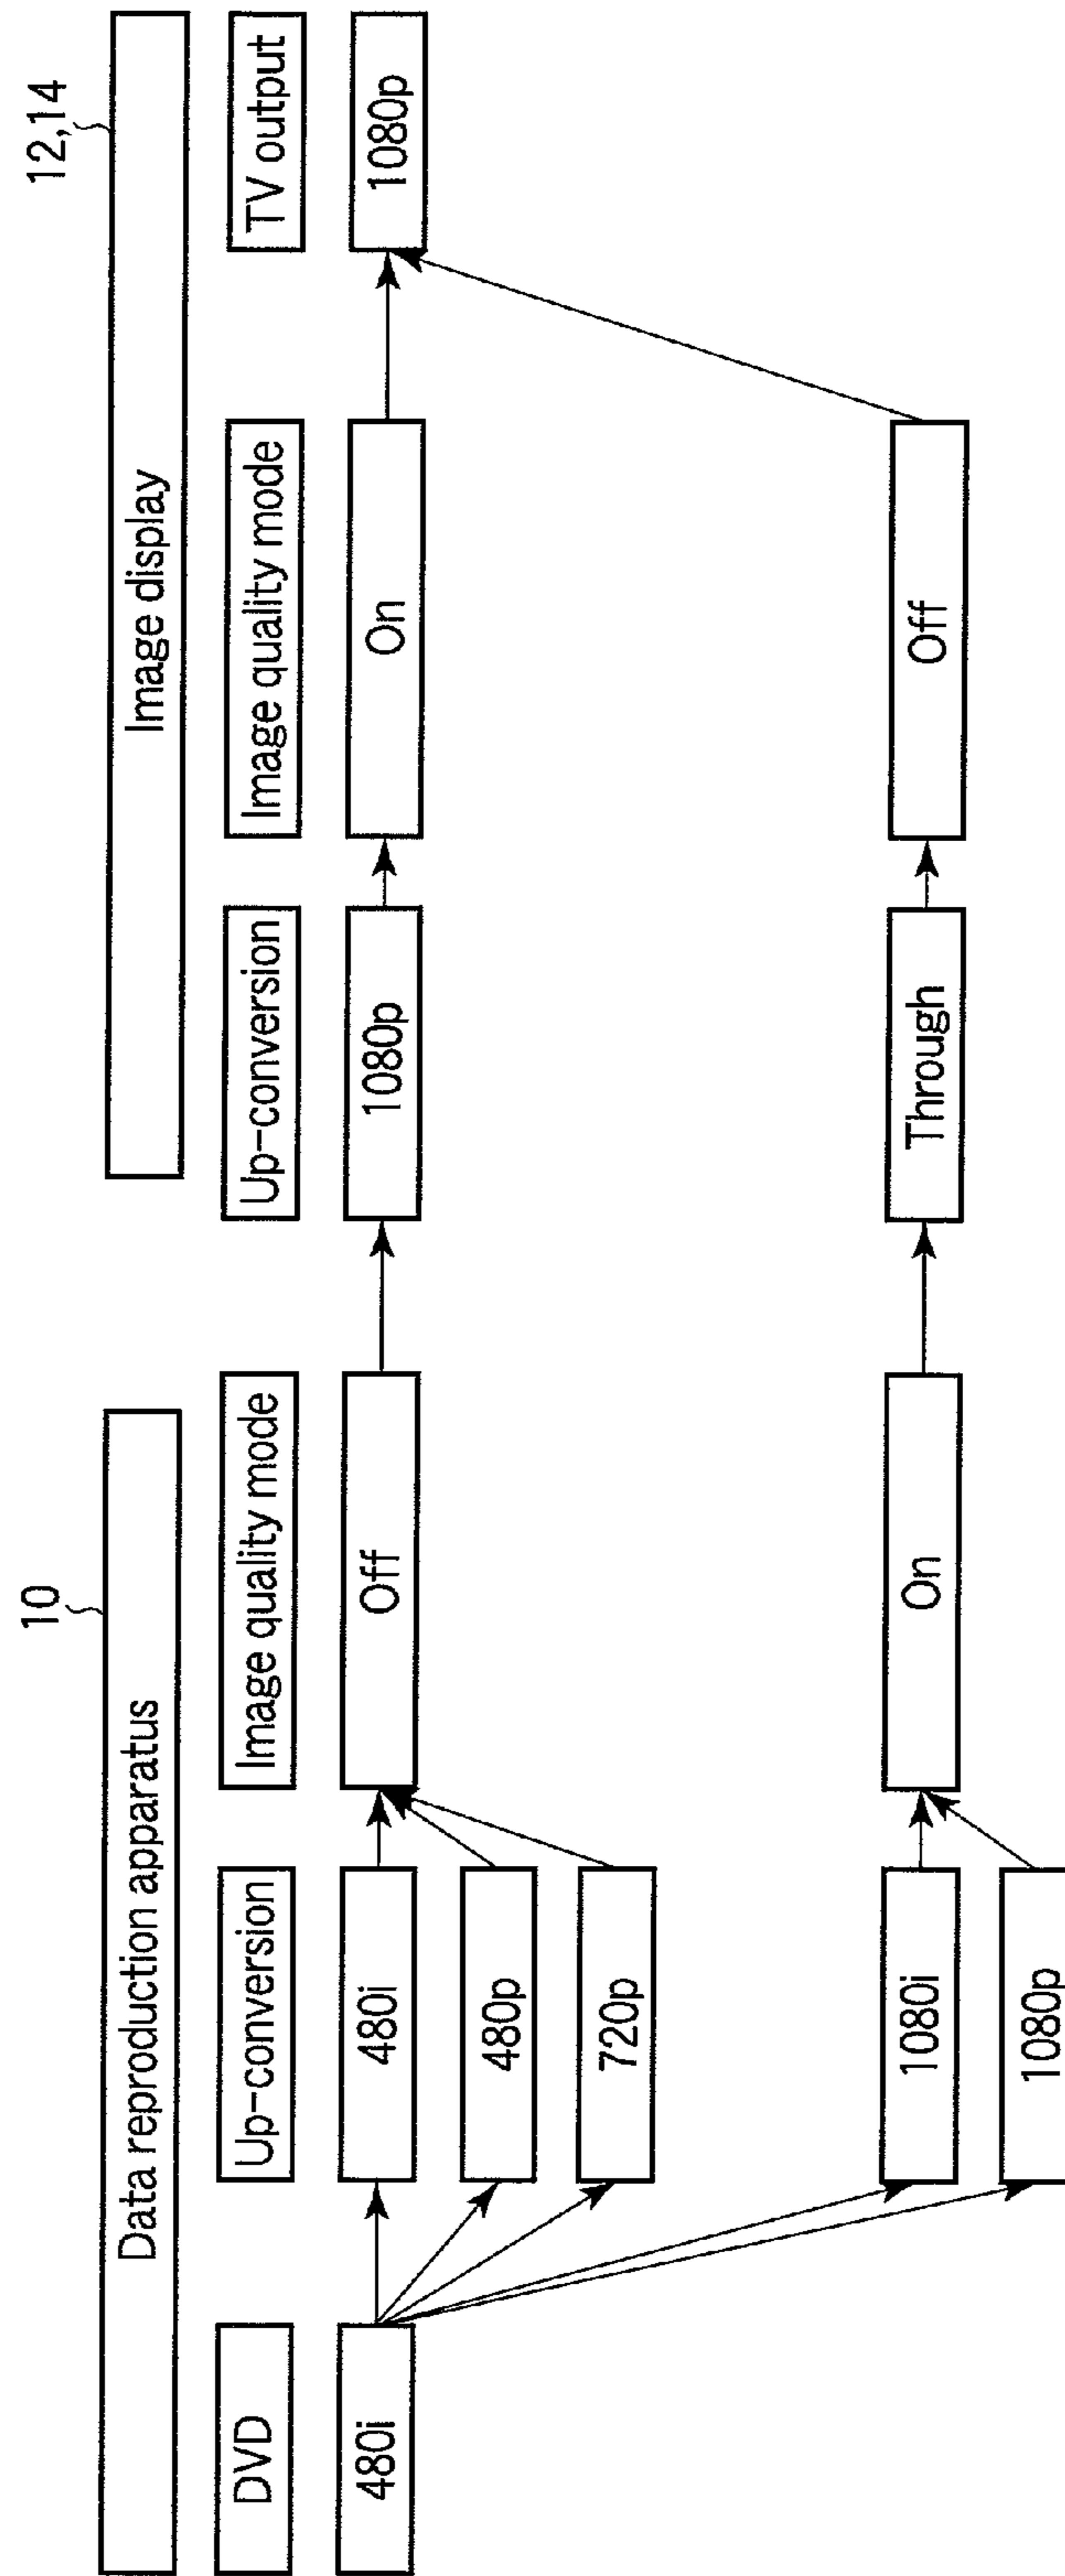 10
12,14
Data reproduction apparatus
Image display
DVD
Up-conversion
Image quality mode
Up-conversion
Image quality mode
TV output
480i
480i
Off
1080p
On
1080p
480p
720p
1080i
On
Through
Off
1080p